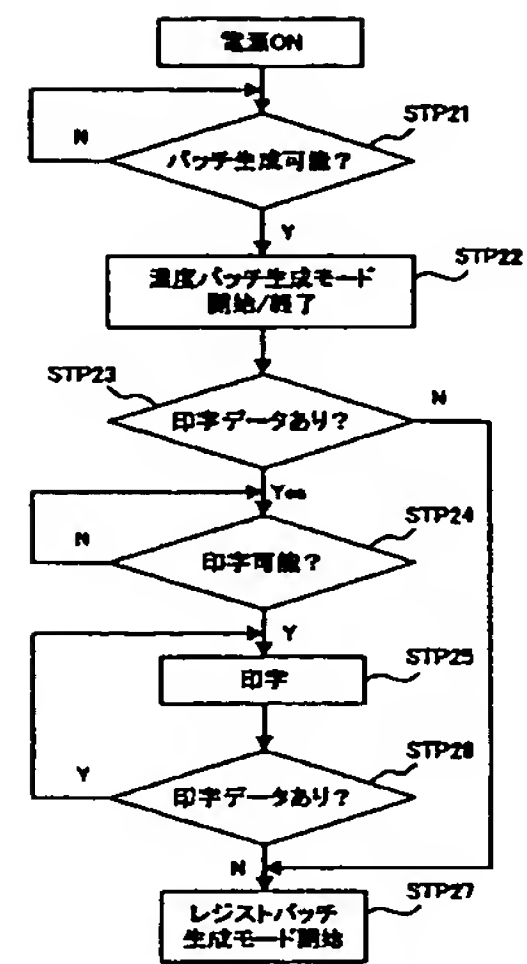 電源ON
STP21
N
パッチ生成可能?
Y
STP22
パッチ生成モード
開始/終了
STP23
N
印字データあり?
Yes
STP24
N
印字可能?
Y
STP25
印字
STP26
Y
印字データあり?
N
STP27
レジストパッチ
生成モード開始